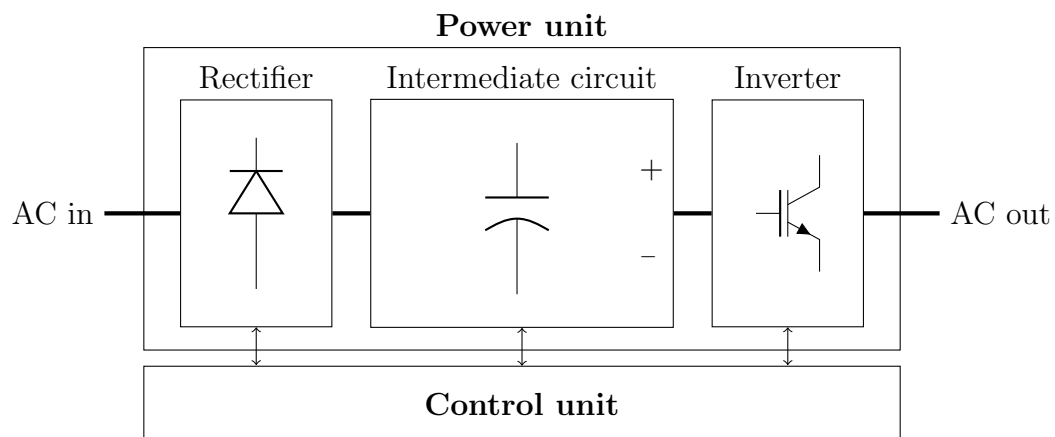 Power unit
Rectifier
Intermediate circuit
Inverter
+
AC in
AC out
−
Control unit